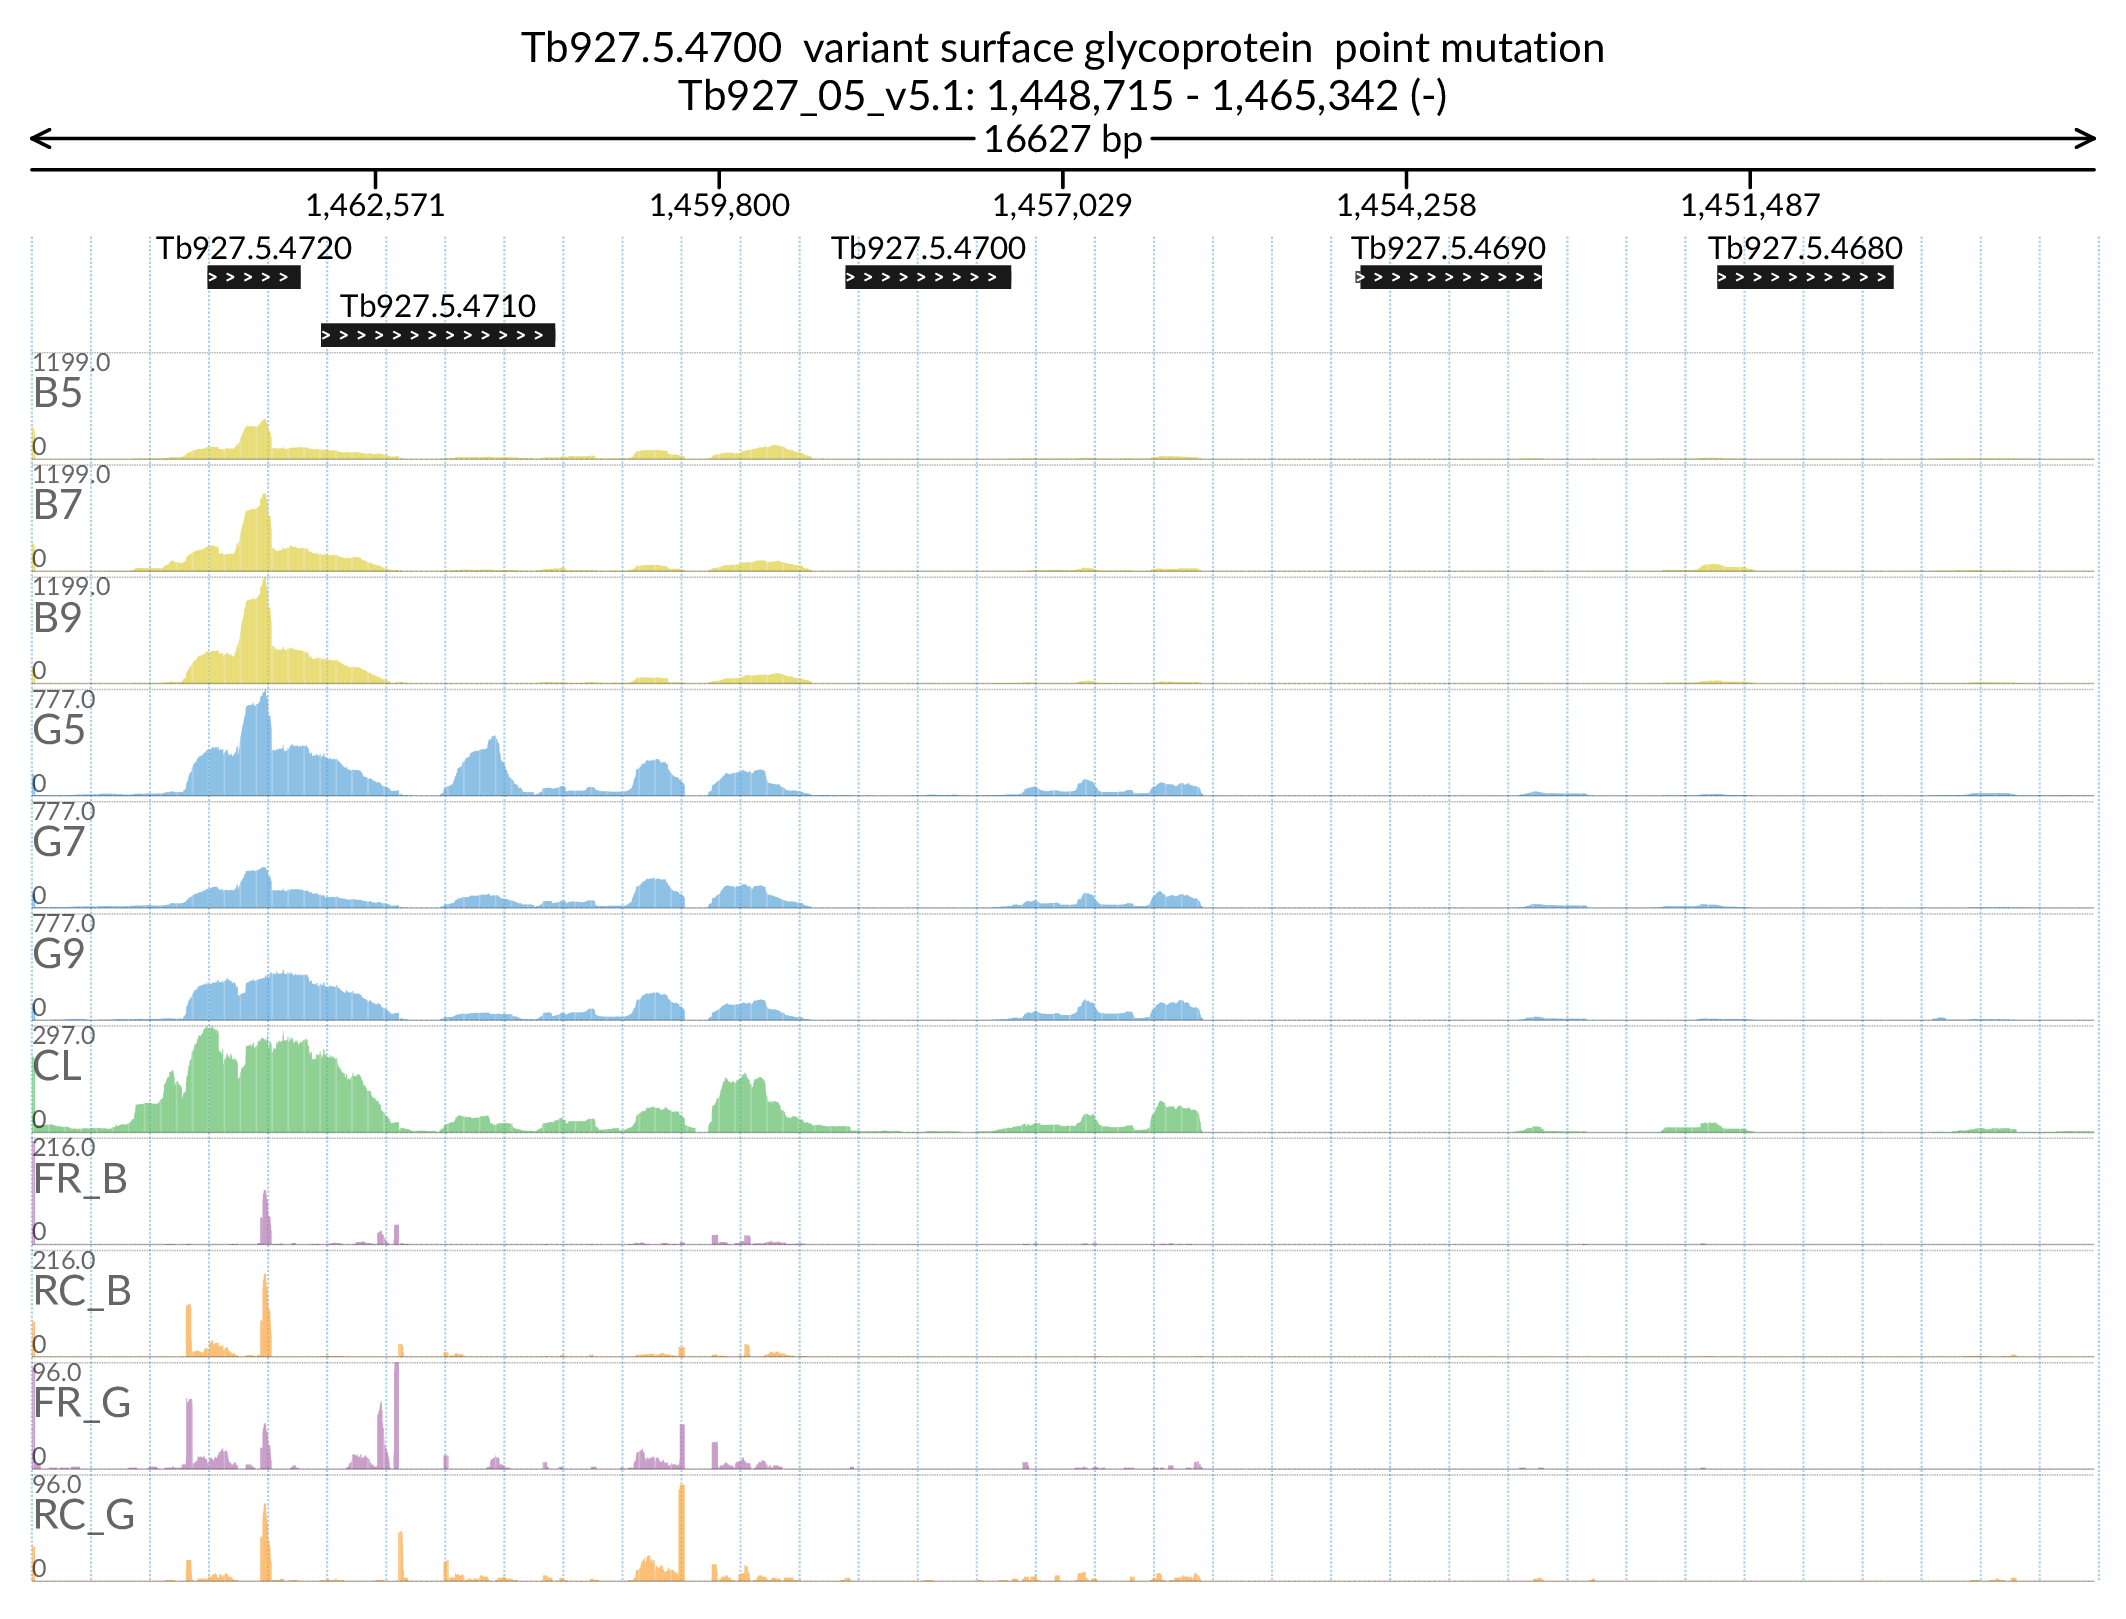 Tb927.5.4700 variant surface glycoprotein point mutation
Tb927_05_v5.1: 1,448,715 - 1,465,342 (-)
16627 bp
1,462,571 1,459,800 1,457,029 1,454,258 1,451,487
Tb927.5.4720 Tb927.5.4700 Tb927.5.4690 Tb927.5.4680
Tb927.5.4710
1199.0
B5
0
1199.0
B7
0
1199.0
B9
0
777.0
G5
0
777.0
G7
0
777.0
G9
0
297.0
CL
0
216.0
FR_B
0
216.0
RC_B
0
96.0
FR_G
0
96.0
RC_G
0